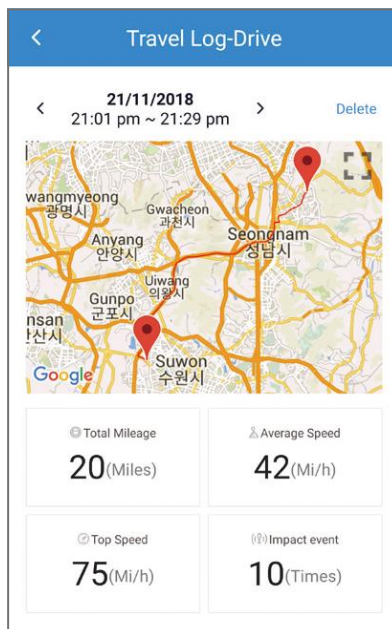 Travel Log-Drive
21/11/2018
21:01 pm ~ 21:29 pm
Delete
wangmyeong
광명시
Gwacheon
과천시
Seongnam
성남시
Anyang
안양시
Uiwang
의왕시
Gunpo
군포시
nsan
산시
Suwon
수원시
Google
Total Mileage
20(Miles)
Average Speed
42(Mi/h)
Top Speed
75(Mi/h)
Impact event
10(Times)